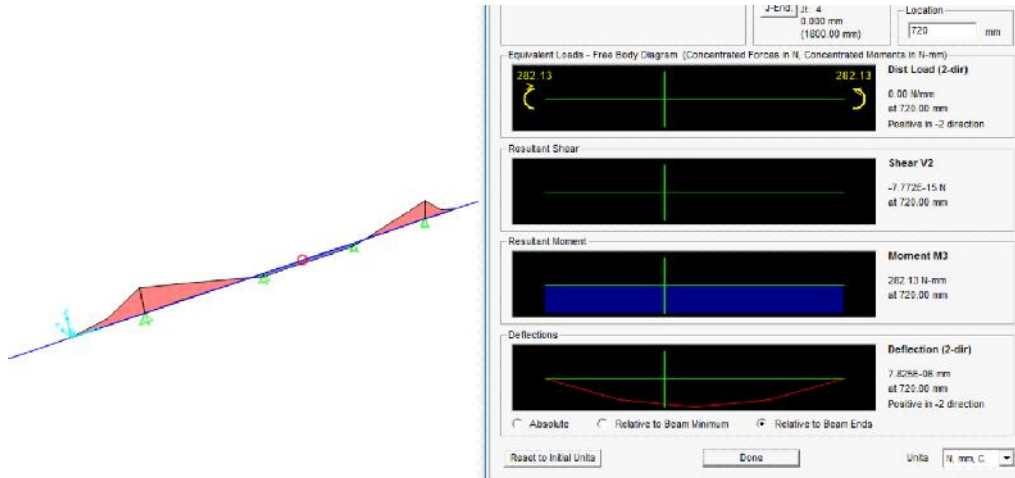 J-End: Jt: 4
0.000 mm
(1800.00 mm)
Location
720 mm
Equivalent Loads - Free Body Diagram (Concentrated Forces in N, Concentrated Moments in N-mm)
282.13 282.13
Dist Load (2-dir)
0.00 N/mm
at 720.00 mm
Positive in -2 direction
Resultant Shear
Shear V2
-7.772E-15 N
at 720.00 mm
Resultant Moment
Moment M3
282.13 N-mm
at 720.00 mm
Deflections
Deflection (2-dir)
7.825E-06 mm
at 720.00 mm
Positive in -2 direction
Absolute Relative to Beam Minimum Relative to Beam Ends
Reset to Initial Units Done Units N, mm, C